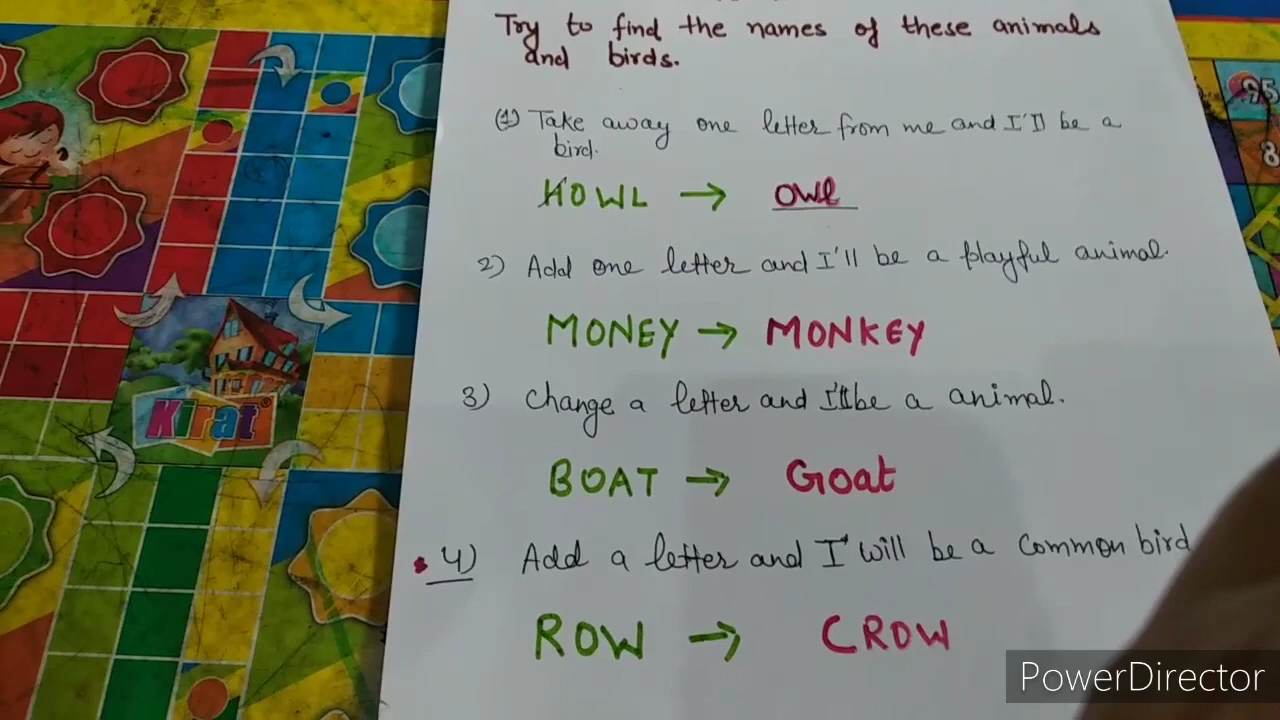 Try to find the names of these animals
and birds.
(1) Take away one letter from me and I'll be a
bird.
HOWL → owl
2) Add one letter and I'll be a playful animal.
MONEY → MONKEY
3) Change a letter and I'll be a animal.
BOAT → Goat
4) Add a letter and I will be a common bird
ROW → CROW
Kirat
95
8
PowerDirector